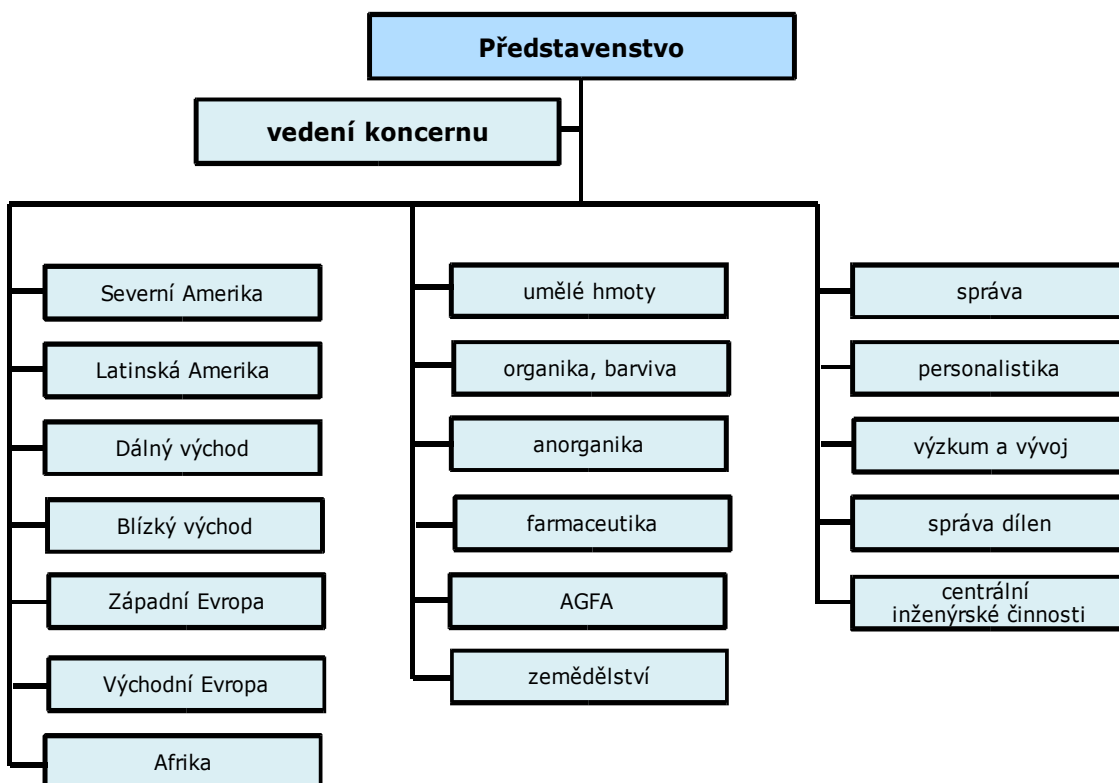 Představenstvo
vedení koncernu
Severní Amerika
Latinská Amerika
Dálný východ
Blízký východ
Západní Evropa
Východní Evropa
Afrika
umělé hmoty
organika, barviva
anorganika
farmaceutika
AGFA
zemědělství
správa
personalistika
výzkum a vývoj
správa dílen
centrální
inženýrské činnosti